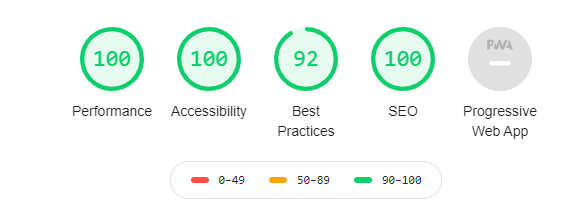 100
100
92
100
PWA
Performance
Accessibility
Best
Practices
SEO
Progressive
Web App
0–49
50–89
90–100